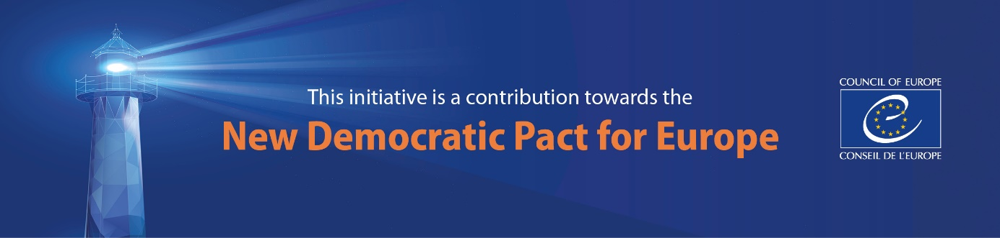 This initiative is a contribution towards the
New Democratic Pact for Europe
COUNCIL OF EUROPE
CONSEIL DE L'EUROPE